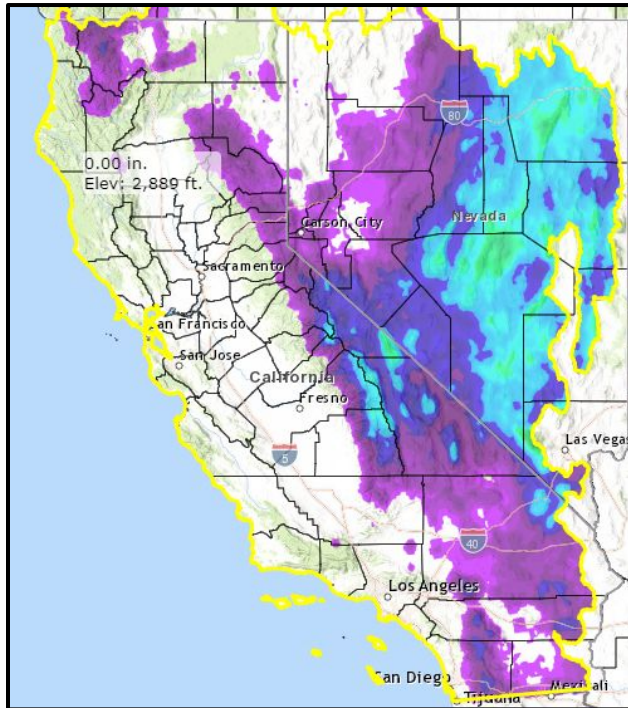 0.00 in.
Elev: 2,889 ft.
80
Nevada
Carson City
Sacramento
an Francisco
San Jose
California
Fresno
5
Las Vegas
40
Los Angeles
San Diego
Tijuana
Mexicali